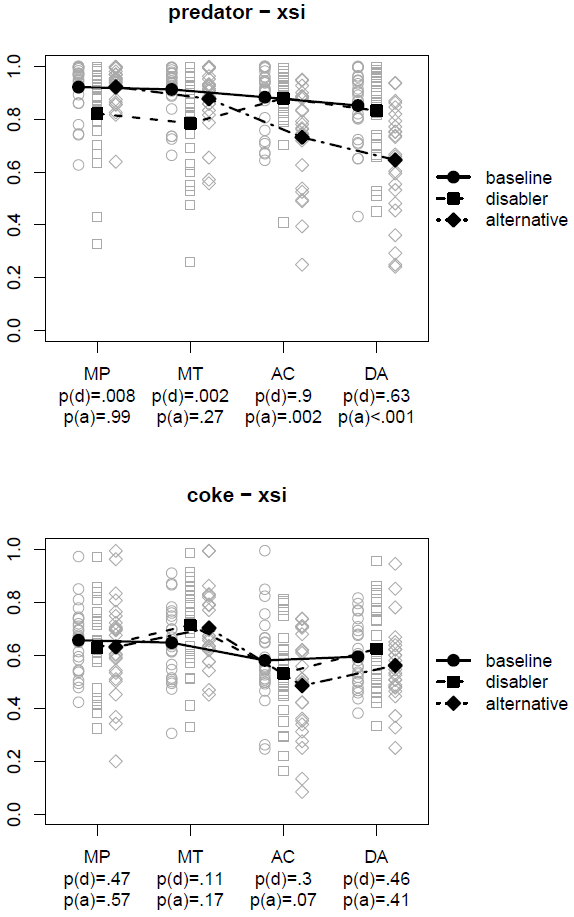 predator − xsi
1.0
0.8
0.6
0.4
0.2
0.0
baseline
disabler
alternative
MP MT AC DA
p(d)=.008 p(d)=.002 p(d)=.9 p(d)=.63
p(a)=.99 p(a)=.27 p(a)=.002 p(a)<.001
coke − xsi
1.0
0.8
0.6
0.4
0.2
0.0
baseline
disabler
alternative
MP MT AC DA
p(d)=.47 p(d)=.11 p(d)=.3 p(d)=.46
p(a)=.57 p(a)=.17 p(a)=.07 p(a)=.41